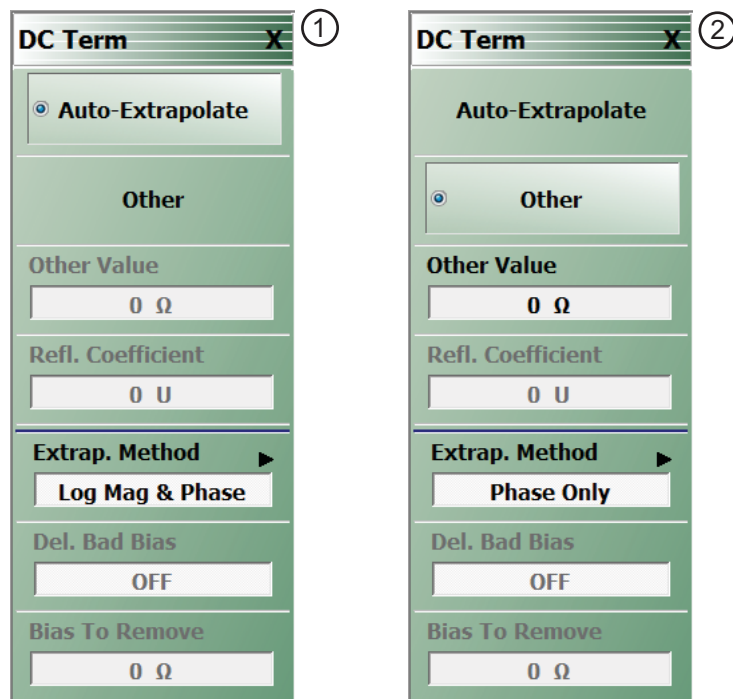 DC Term X
1
Auto-Extrapolate
Other
Other Value
0 Ω
Refl. Coefficient
0 U
Extrap. Method
Log Mag & Phase
Del. Bad Bias
OFF
Bias To Remove
0 Ω
DC Term X
2
Auto-Extrapolate
Other
Other Value
0 Ω
Refl. Coefficient
0 U
Extrap. Method
Phase Only
Del. Bad Bias
OFF
Bias To Remove
0 Ω